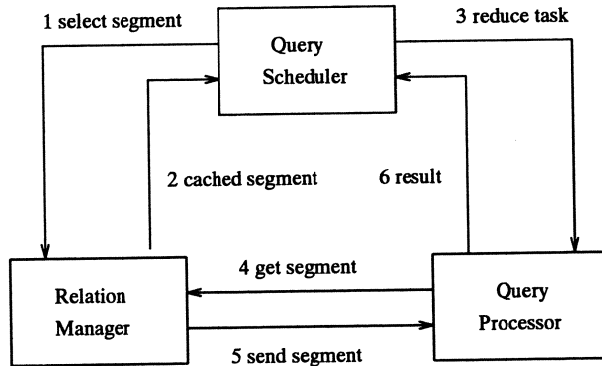 1 select segment
3 reduce task
Query
Scheduler
2 cached segment
6 result
4 get segment
Relation
Manager
Query
Processor
5 send segment